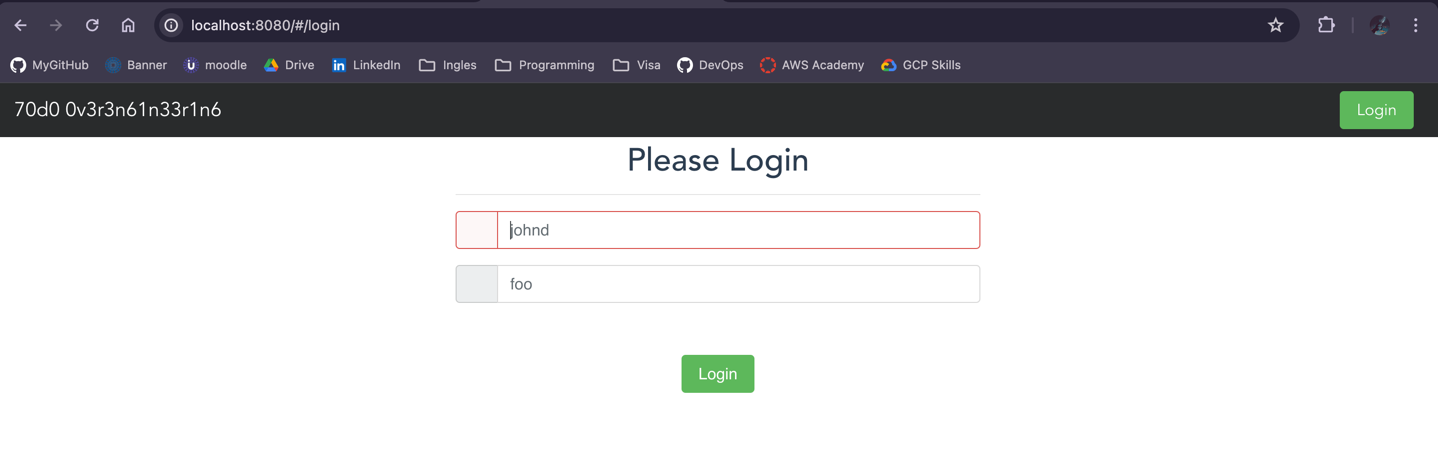 localhost:8080/#/login
MyGitHub Banner moodle Drive LinkedIn Ingles Programming Visa DevOps AWS Academy GCP Skills
70d0 0v3r3n61n33r1n6 Login
Please Login
johnd
foo
Login